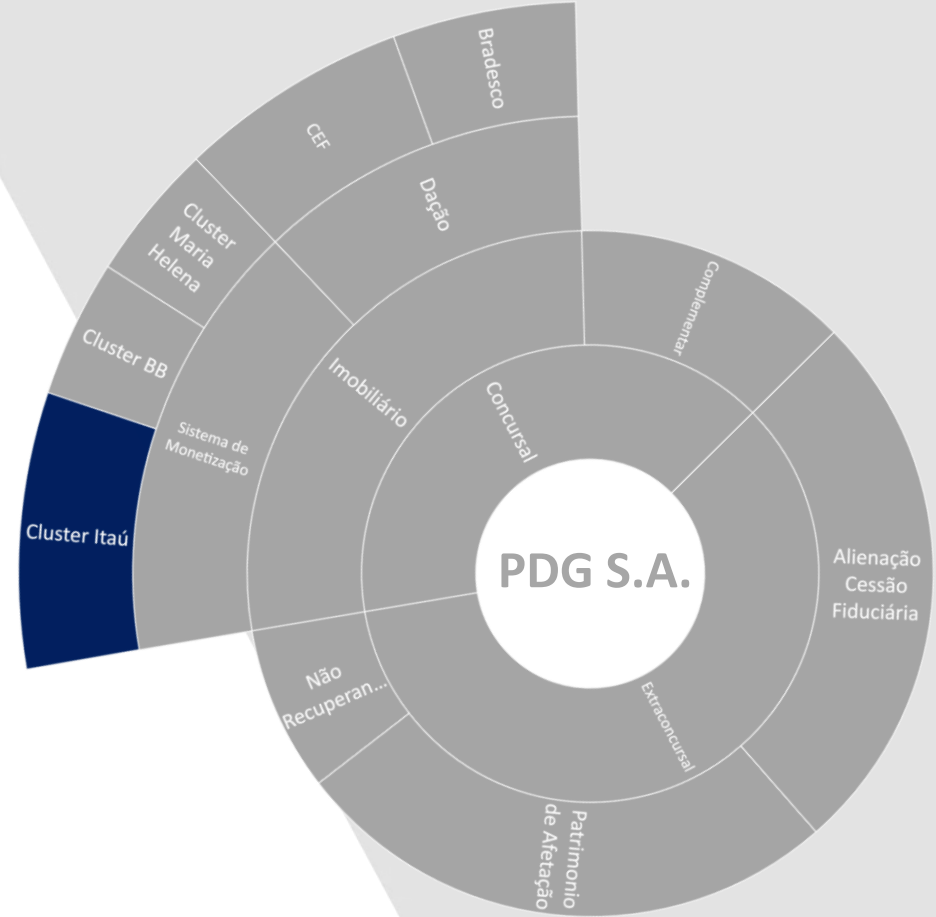 Bradesco
CEF
Dação
Cluster
Maria
Helena
Cluster BB
Sistema de
Monetização
Cluster Itaú
Imobiliário
Concursal
Complementar
PDG S.A.
Alienação
Cessão
Fiduciária
Extraconcursal
Não
Recuperan...
Patrimonio
de Afetação